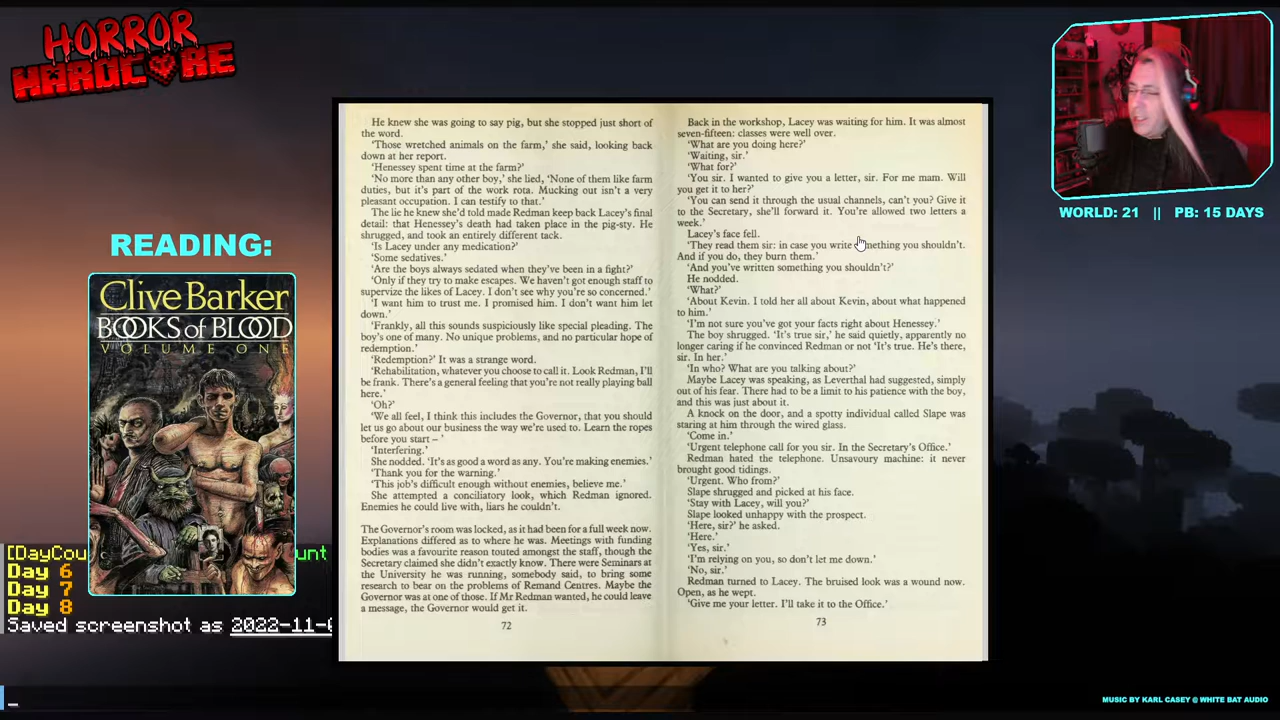 HORROR
HARDCORE
READING:
Clive Barker
BOOKS of BLOOD
VOLUME ONE
[DayCou
unt
Day 6
Day 7
Day 8
Saved screenshot as 2022-11-0
He knew she was going to say pig, but she stopped just short of
the word.
‘Those wretched animals on the farm,’ she said, looking back
down at her report.
‘Henessey spent time at the farm?’
‘No more than any other boy,’ she lied, ‘None of them like farm
duties, but it’s part of the work rota. Mucking out isn’t a very
pleasant occupation. I can testify to that.’
The lie he knew she’d told made Redman keep back Lacey’s final
detail: that Henessey’s death had taken place in the pig-sty. He
shrugged, and took an entirely different tack.
‘Is Lacey under any medication?’
‘Some sedatives.’
‘Are the boys always sedated when they’ve been in a fight?’
‘Only if they try to make escapes. We haven’t got enough staff to
supervize the likes of Lacey. I don’t see why you’re so concerned.’
‘I want him to trust me. I promised him. I don’t want him let
down.’
‘Frankly, all this sounds suspiciously like special pleading. The
boy’s one of many. No unique problems, and no particular hope of
redemption.’
‘Redemption?’ It was a strange word.
‘Rehabilitation, whatever you choose to call it. Look Redman, I’ll
be frank. There’s a general feeling that you’re not really playing ball
here.’
‘Oh?’
‘We all feel, I think this includes the Governor, that you should
let us go about our business the way we’re used to. Learn the ropes
before you start – ’
‘Interfering.’
She nodded. ‘It’s as good a word as any. You’re making enemies.’
‘Thank you for the warning.’
‘This job’s difficult enough without enemies, believe me.’
She attempted a conciliatory look, which Redman ignored.
Enemies he could live with, liars he couldn’t.
The Governor’s room was locked, as it had been for a full week now.
Explanations differed as to where he was. Meetings with funding
bodies was a favourite reason touted amongst the staff, though the
Secretary claimed she didn’t exactly know. There were Seminars at
the University he was running, somebody said, to bring some
research to bear on the problems of Remand Centres. Maybe the
Governor was at one of those. If Mr Redman wanted, he could leave
a message, the Governor would get it.
72
Back in the workshop, Lacey was waiting for him. It was almost
seven-fifteen: classes were well over.
‘What are you doing here?’
‘Waiting, sir.’
‘What for?’
‘You sir. I wanted to give you a letter, sir. For me mam. Will
you get it to her?’
‘You can send it through the usual channels, can’t you? Give it
to the Secretary, she’ll forward it. You’re allowed two letters a
week.’
Lacey’s face fell.
‘They read them sir: in case you write something you shouldn’t.
And if you do, they burn them.’
‘And you’ve written something you shouldn’t?’
He nodded.
‘What?’
‘About Kevin. I told her all about Kevin, about what happened
to him.’
‘I’m not sure you’ve got your facts right about Henessey.’
The boy shrugged. ‘It’s true sir,’ he said quietly, apparently no
longer caring if he convinced Redman or not ‘It’s true. He’s there,
sir. In her.’
‘In who? What are you talking about?’
Maybe Lacey was speaking, as Leverthal had suggested, simply
out of his fear. There had to be a limit to his patience with the boy,
and this was just about it.
A knock on the door, and a spotty individual called Slape was
staring at him through the wired glass.
‘Come in.’
‘Urgent telephone call for you sir. In the Secretary’s Office.’
Redman hated the telephone. Unsavoury machine: it never
brought good tidings.
‘Urgent. Who from?’
Slape shrugged and picked at his face.
‘Stay with Lacey, will you?’
Slape looked unhappy with the prospect.
‘Here, sir?’ he asked.
‘Here.’
‘Yes, sir.’
‘I’m relying on you, so don’t let me down.’
‘No, sir.’
Redman turned to Lacey. The bruised look was a wound now.
Open, as he wept.
‘Give me your letter. I’ll take it to the Office.’
73
WORLD: 21 || PB: 15 DAYS
MUSIC BY KARL CASEY @ WHITE BAT AUDIO